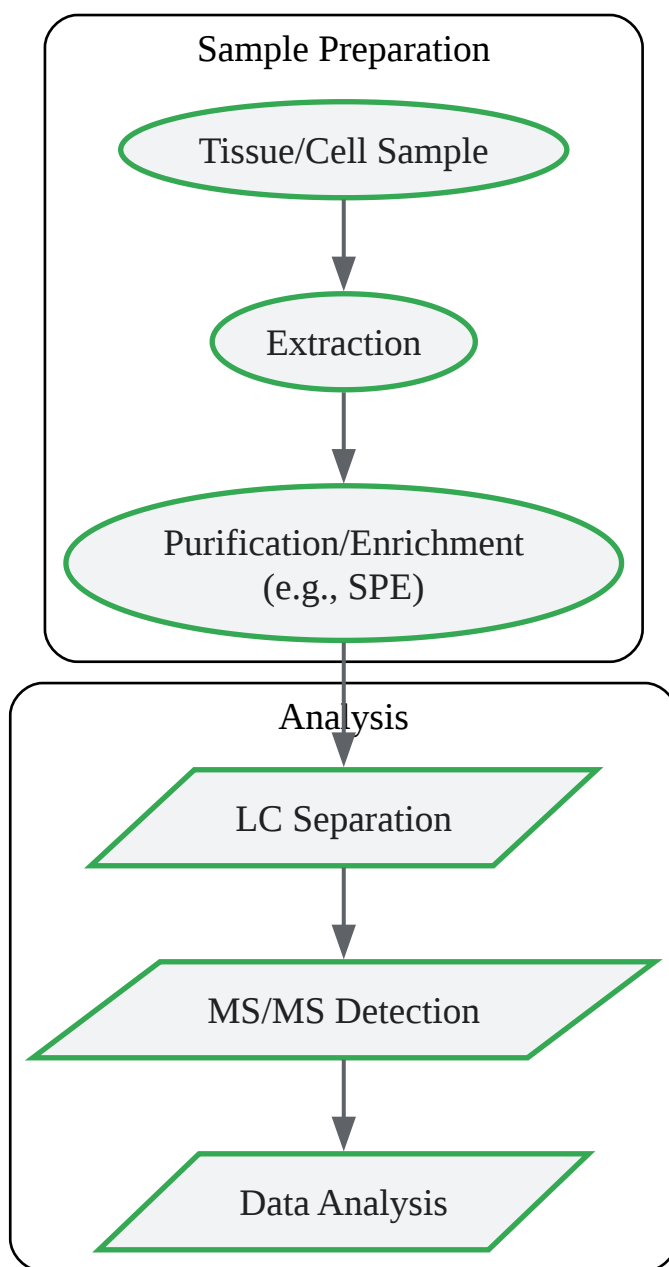 Sample Preparation
Tissue/Cell Sample
Extraction
Purification/Enrichment
(e.g., SPE)
Analysis
LC Separation
MS/MS Detection
Data Analysis